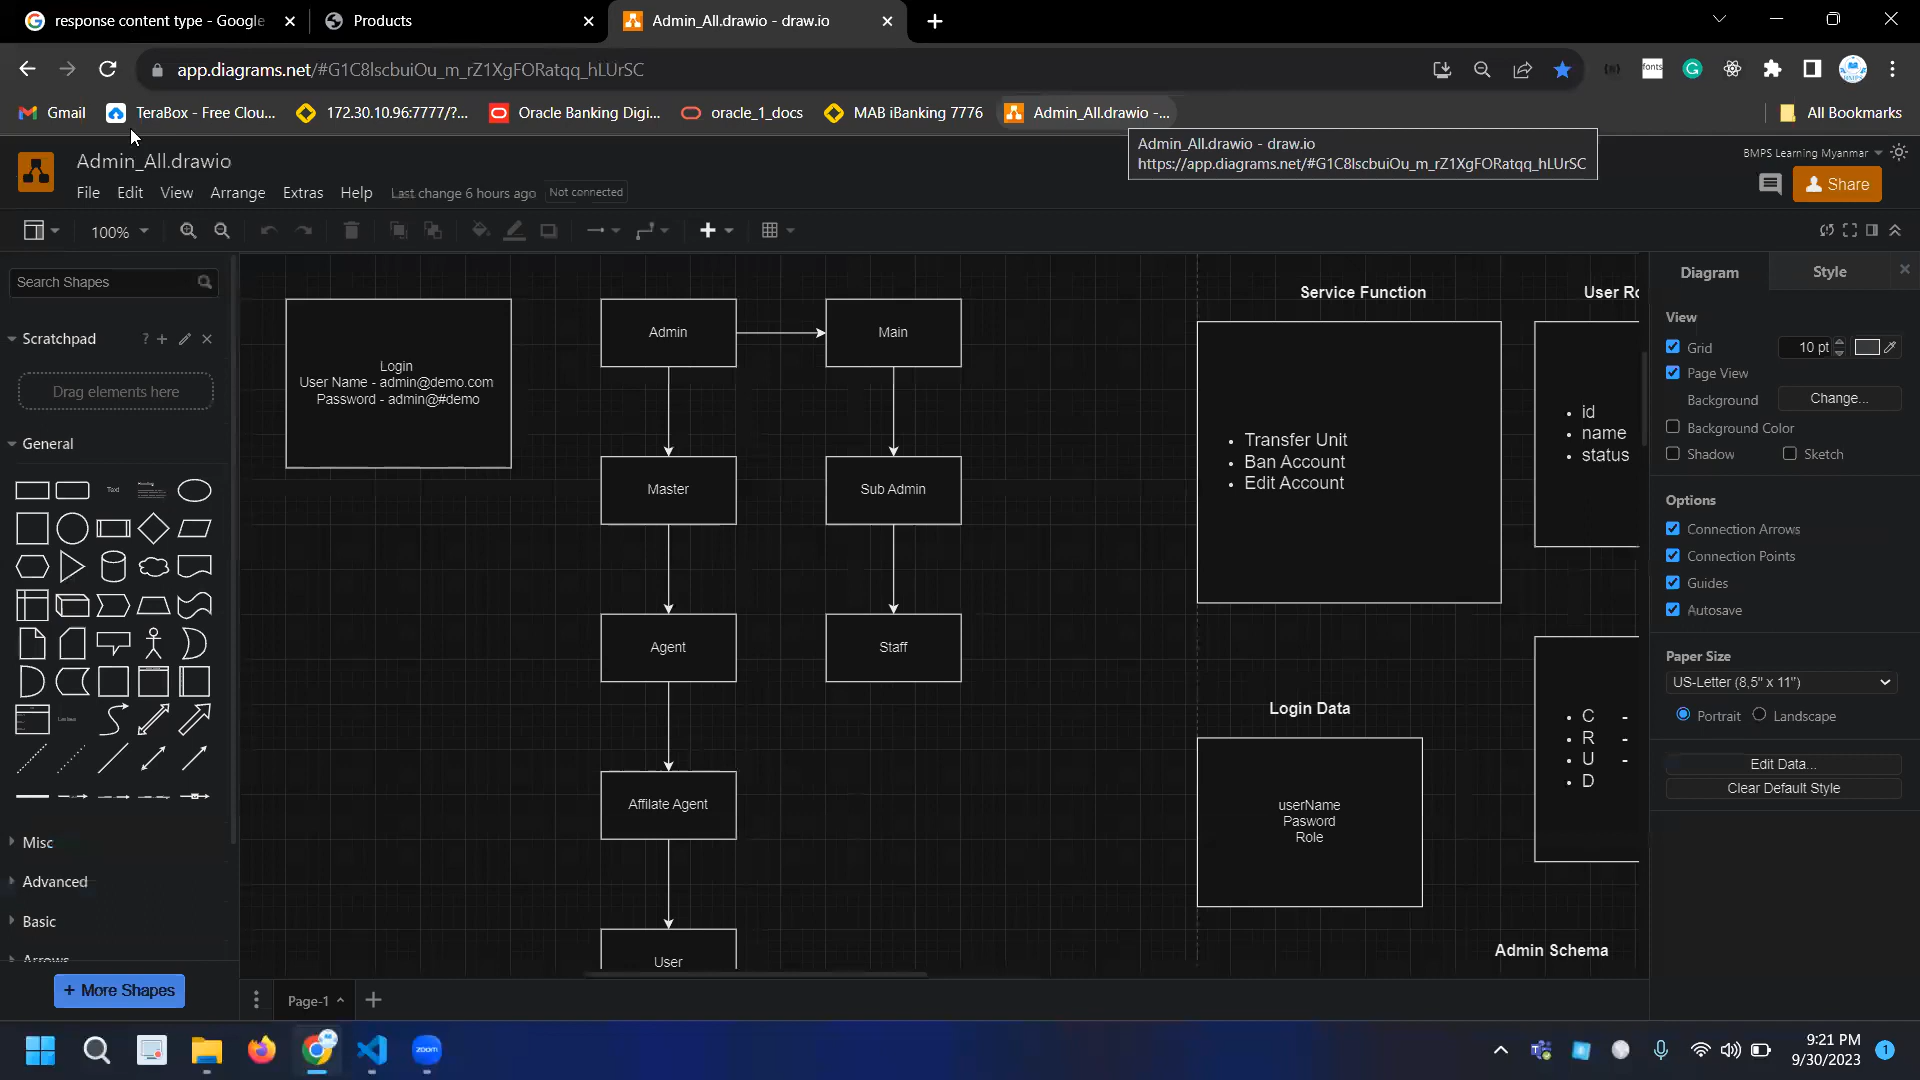 response content type - Google
Products
Admin_All.drawio - draw.io
app.diagrams.net/#G1C8lscbuiOu_m_rZ1XgFORatqq_hLUrSC
fonts
Gmail
TeraBox - Free Clou...
172.30.10.96:7777/?...
Oracle Banking Digi...
oracle_1_docs
MAB iBanking 7776
Admin_All.drawio -...
All Bookmarks
Admin_All.drawio - draw.io
https://app.diagrams.net/#G1C8lscbuiOu_m_rZ1XgFORatqq_hLUrSC
Admin_All.drawio
BMPS Learning Myanmar
File Edit View Arrange Extras Help Last change 6 hours ago Not connected
Share
100%
Search Shapes
Scratchpad
?
Drag elements here
General
Text
Heading
List Item
Misc
Advanced
Basic
Arrows
+ More Shapes
Login
User Name - admin@demo.com
Password - admin@#demo
Admin
Main
Master
Sub Admin
Agent
Staff
Affilate Agent
User
Service Function
• Transfer Unit
• Ban Account
• Edit Account
User Ro
• id
• name
• status
Login Data
userName
Pasword
Role
• C -
• R -
• U -
• D
Admin Schema
Page-1
Diagram
Style
View
Grid
10 pt
Page View
Background
Change...
Background Color
Shadow
Sketch
Options
Connection Arrows
Connection Points
Guides
Autosave
Paper Size
US-Letter (8,5" x 11")
Portrait
Landscape
Edit Data...
Clear Default Style
zoom
9:21 PM
9/30/2023
1